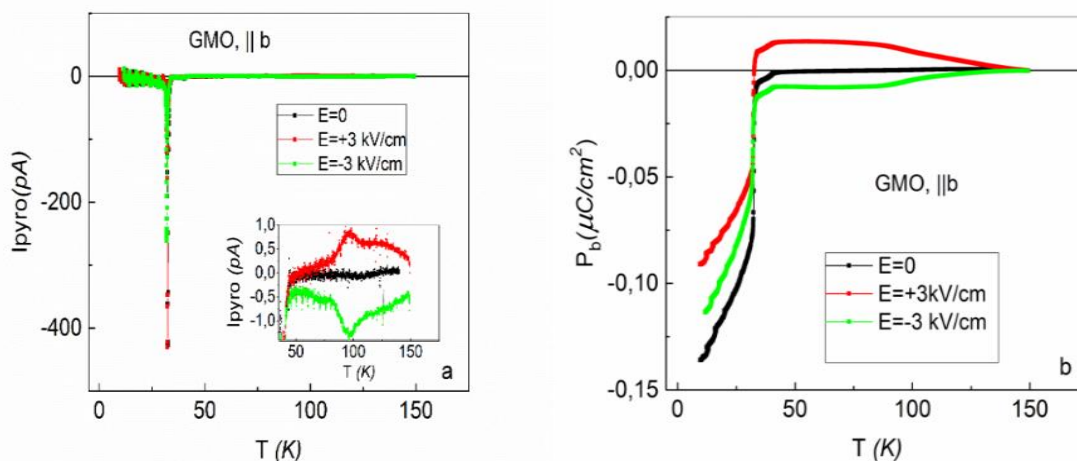 GMO, || b
0
-200
-400
Ipyro(pA)
E=0
E=+3 kV/cm
E=-3 kV/cm
1,0
0,5
0,0
-0,5
-1,0
Ipyro (pA)
50
100
150
T (K)
a
0
50
100
150
T (K)
0,00
-0,05
-0,10
-0,15
P_b(μC/cm²)
GMO, ||b
E=0
E=+3kV/cm
E=-3 kV/cm
b
0
50
100
150
T (K)
b